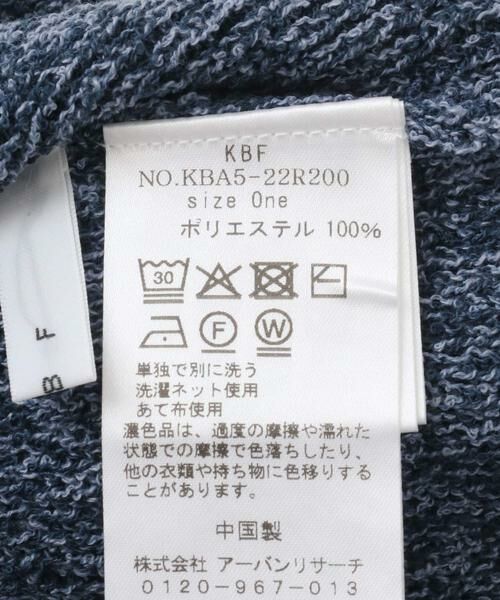 KBF
NO.KBA5-22R200
size One
ポリエステル 100%
30
F W
単独で別に洗う
洗濯ネット使用
あて布使用
濃色品は、過度の摩擦や濡れた
状態での摩擦で色落ちしたり、
他の衣類や持ち物に色移りする
ことがあります。
中国製
株式会社 アーバンリサーチ
0120-967-013
B F